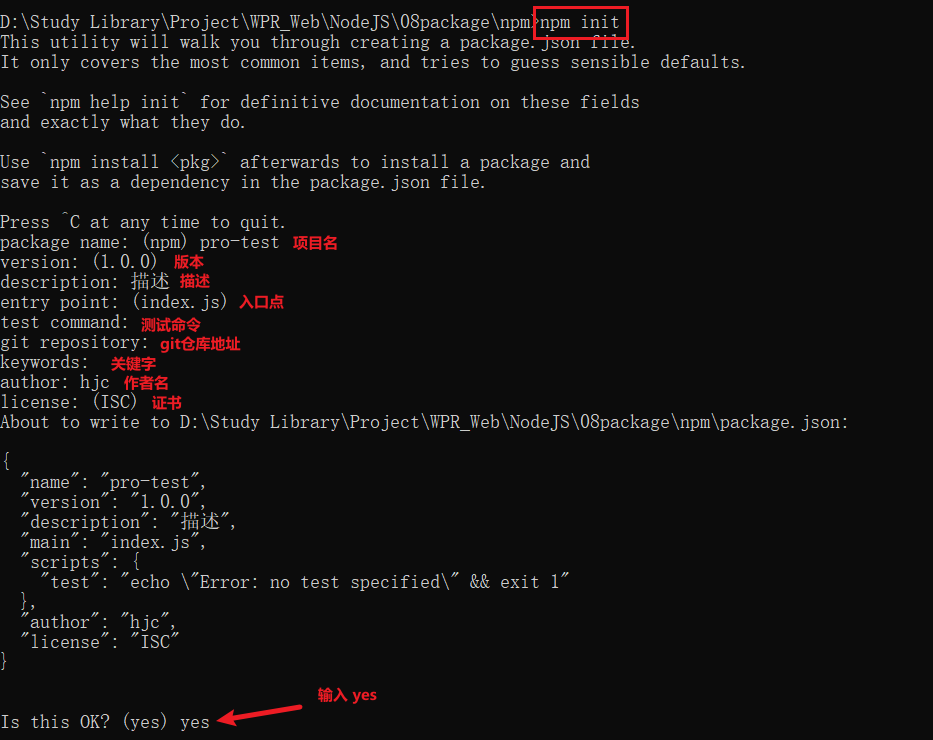 D:\Study Library\Project\WPR_Web\NodeJS\08package\npm>npm init
This utility will walk you through creating a package.json file.
It only covers the most common items, and tries to guess sensible defaults.
See `npm help init` for definitive documentation on these fields
and exactly what they do.
Use `npm install <pkg>` afterwards to install a package and
save it as a dependency in the package.json file.
Press ^C at any time to quit.
package name: (npm) pro-test 项目名
version: (1.0.0) 版本
description: 描述 描述
entry point: (index.js) 入口点
test command: 测试命令
git repository: git仓库地址
keywords: 关键字
author: hjc 作者名
license: (ISC) 证书
About to write to D:\Study Library\Project\WPR_Web\NodeJS\08package\npm\package.json:
{
"name": "pro-test",
"version": "1.0.0",
"description": "描述",
"main": "index.js",
"scripts": {
"test": "echo \"Error: no test specified\" && exit 1"
},
"author": "hjc",
"license": "ISC"
}
输入 yes
Is this OK? (yes) yes